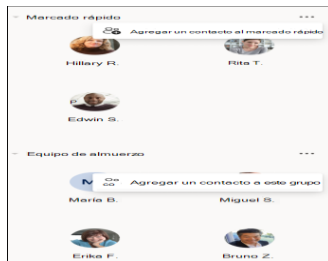 Marcado rápido
Agregar un contacto al marcado rápido
Hillary R.
Rita T.
Edwin S.
Equipo de almuerzo
M
Agregar un contacto a este grupo
María B.
Miguel S.
Erika F.
Bruno Z.